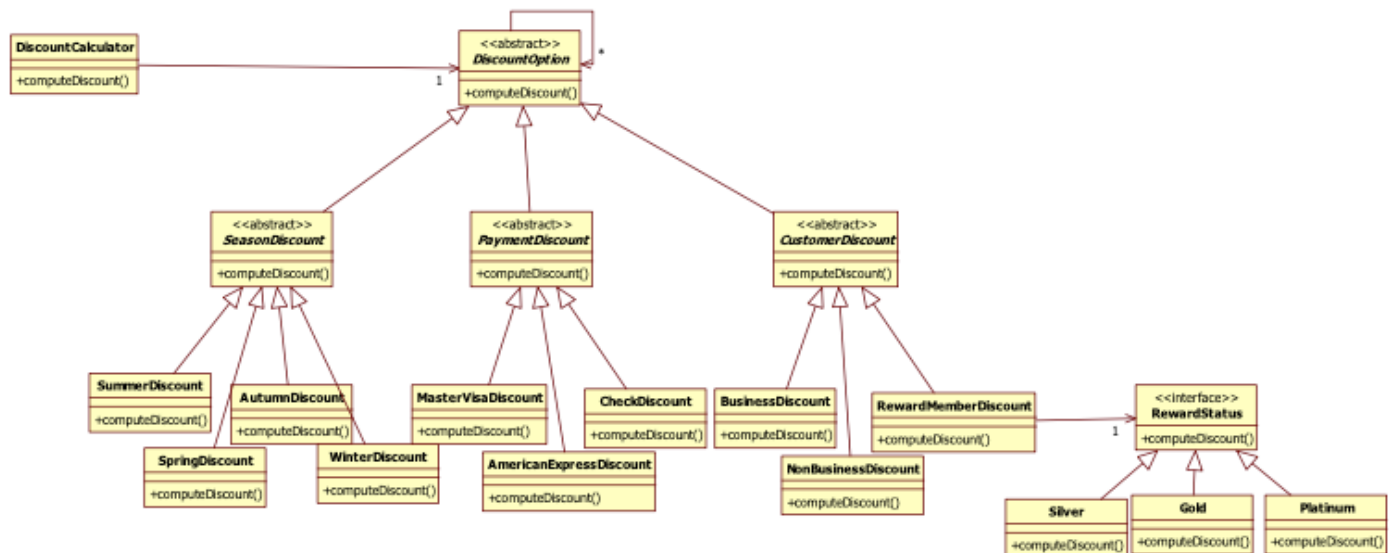 DiscountCalculator
+computeDiscount()
1
<<abstract>>
DiscountOption
+computeDiscount()
*
<<abstract>>
SeasonDiscount
+computeDiscount()
<<abstract>>
PaymentDiscount
+computeDiscount()
<<abstract>>
CustomerDiscount
+computeDiscount()
SummerDiscount
+computeDiscount()
SpringDiscount
+computeDiscount()
AutumnDiscount
+computeDiscount()
WinterDiscount
+computeDiscount()
MasterVisaDiscount
+computeDiscount()
AmericanExpressDiscount
+computeDiscount()
CheckDiscount
+computeDiscount()
BusinessDiscount
+computeDiscount()
NonBusinessDiscount
+computeDiscount()
RewardMemberDiscount
+computeDiscount()
1
<<interface>>
RewardStatus
+computeDiscount()
Silver
+computeDiscount()
Gold
+computeDiscount()
Platinum
+computeDiscount()